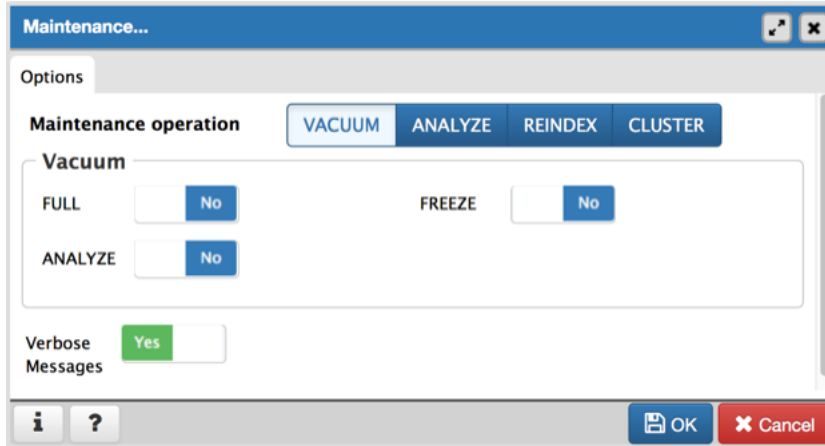 Maintenance...
Options
Maintenance operation VACUUM ANALYZE REINDEX CLUSTER
Vacuum
FULL No FREEZE No
ANALYZE No
Verbose Yes
Messages
i ? OK Cancel